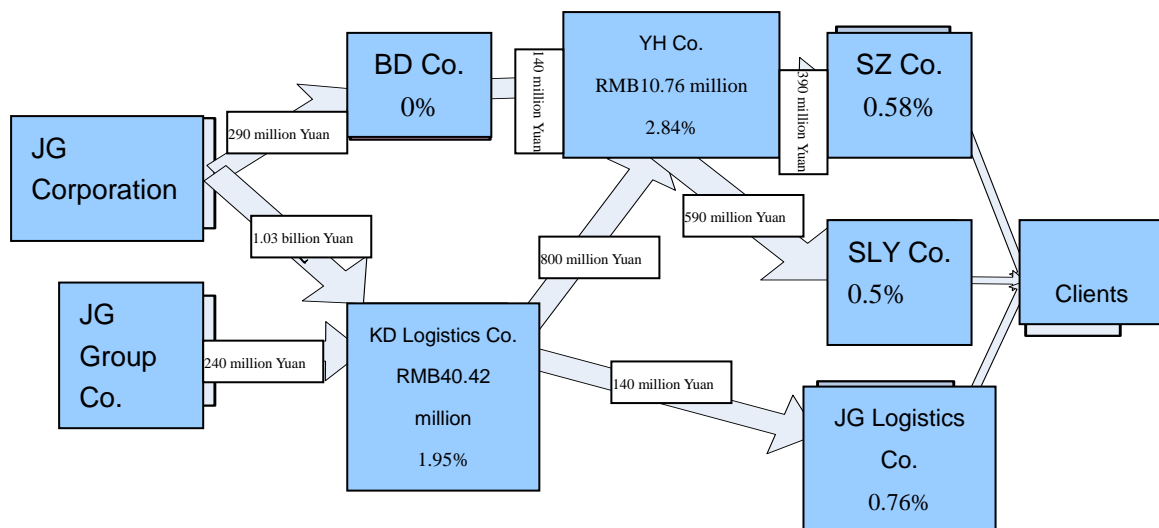 JG
Corporation
290 million Yuan
BD Co.
0%
140 million Yuan
YH Co.
RMB10.76 million
2.84%
390 million Yuan
SZ Co.
0.58%
1.03 billion Yuan
800 million Yuan
590 million Yuan
SLY Co.
0.5%
Clients
JG
Group
Co.
240 million Yuan
KD Logistics Co.
RMB40.42
million
1.95%
140 million Yuan
JG Logistics
Co.
0.76%